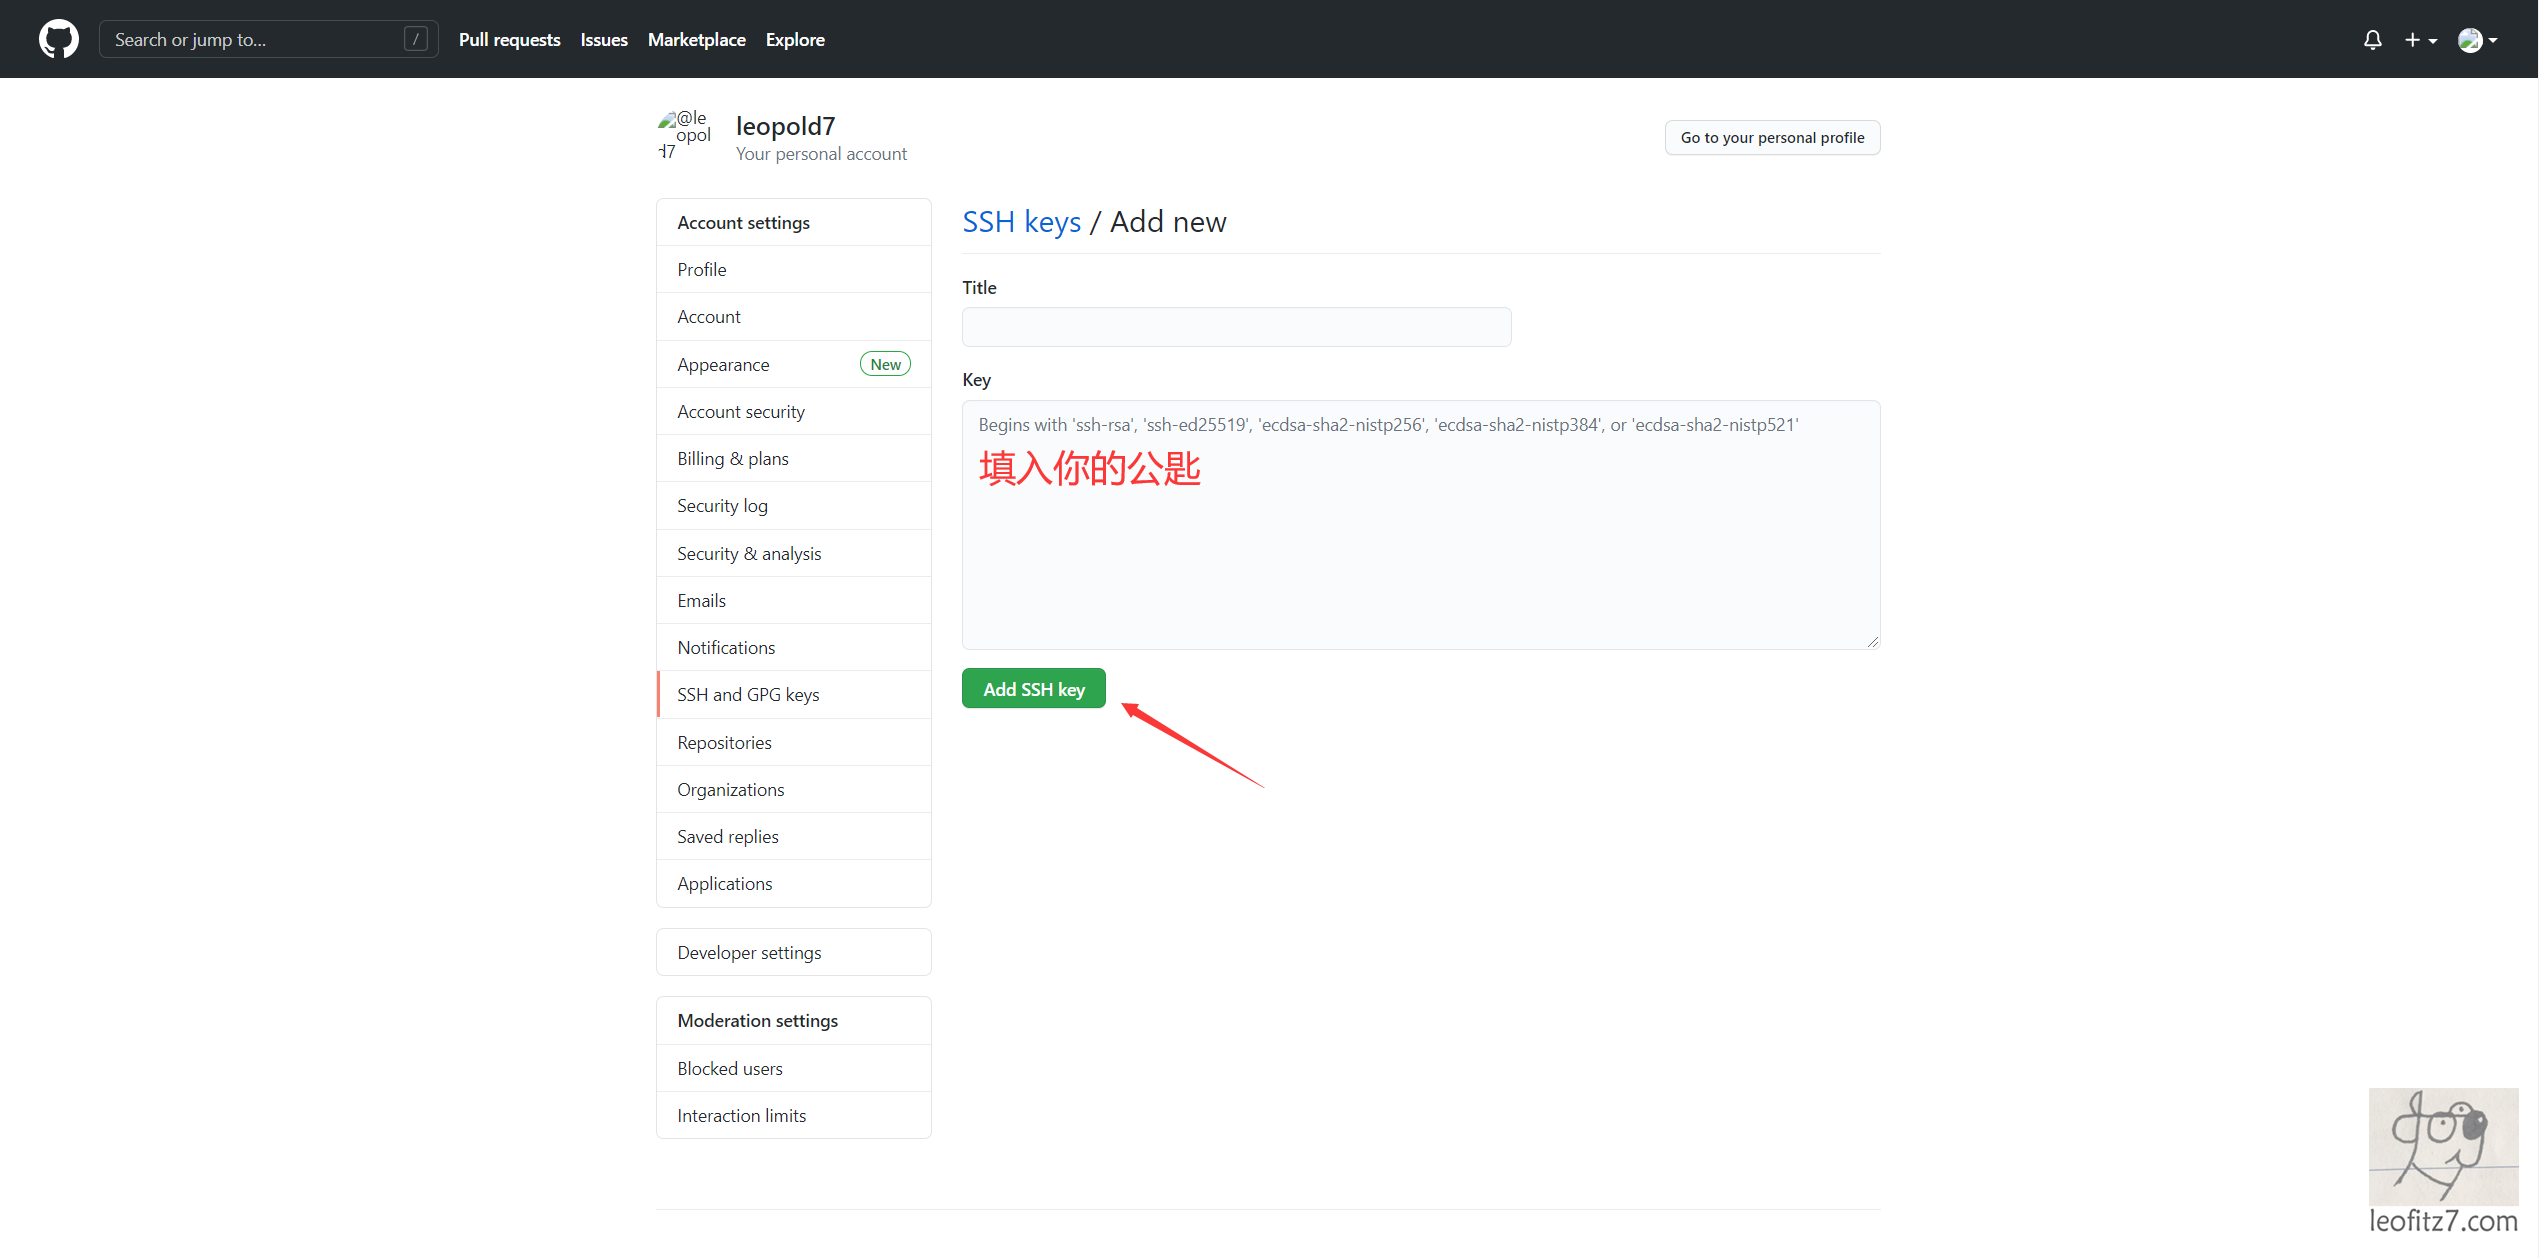 Search or jump to...
/
Pull requests
Issues
Marketplace
Explore
@le
opol
d7
leopold7
Your personal account
Go to your personal profile
Account settings
Profile
Account
Appearance
New
Account security
Billing & plans
Security log
Security & analysis
Emails
Notifications
SSH and GPG keys
Repositories
Organizations
Saved replies
Applications
Developer settings
Moderation settings
Blocked users
Interaction limits
SSH keys / Add new
Title
Key
Begins with 'ssh-rsa', 'ssh-ed25519', 'ecdsa-sha2-nistp256', 'ecdsa-sha2-nistp384', or 'ecdsa-sha2-nistp521'
填入你的公匙
Add SSH key
leofitz7.com